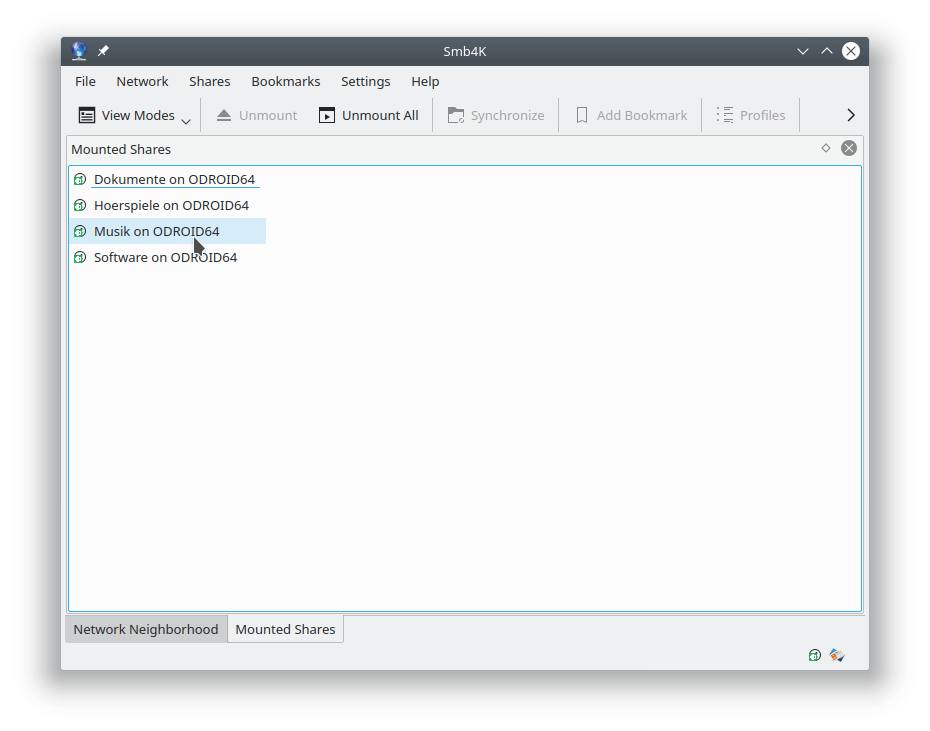 Smb4K
File Network Shares Bookmarks Settings Help
View Modes Unmount Unmount All Synchronize Add Bookmark Profiles
Mounted Shares
Dokumente on ODROID64
Hoerspiele on ODROID64
Musik on ODROID64
Software on ODROID64
Network Neighborhood Mounted Shares